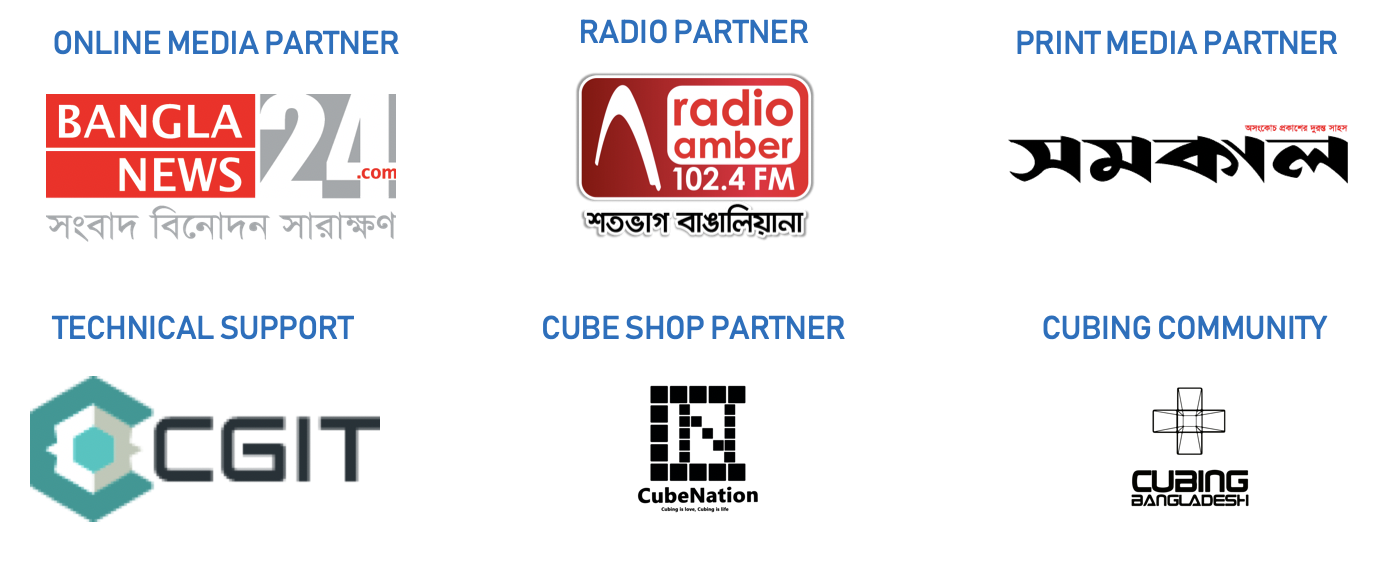 ONLINE MEDIA PARTNER
BANGLA
NEWS
24
.com
সংবাদ বিনোদন সারাক্ষণ
RADIO PARTNER
radio
amber
102.4 FM
শতভাগ বাঙালিয়ানা
PRINT MEDIA PARTNER
অসংকোচ প্রকাশের দুরন্ত সাহস
সমকাল
TECHNICAL SUPPORT
CGIT
CUBE SHOP PARTNER
N
CubeNation
Cubing is love, Cubing is life
CUBING COMMUNITY
CUBING
BANGLADESH